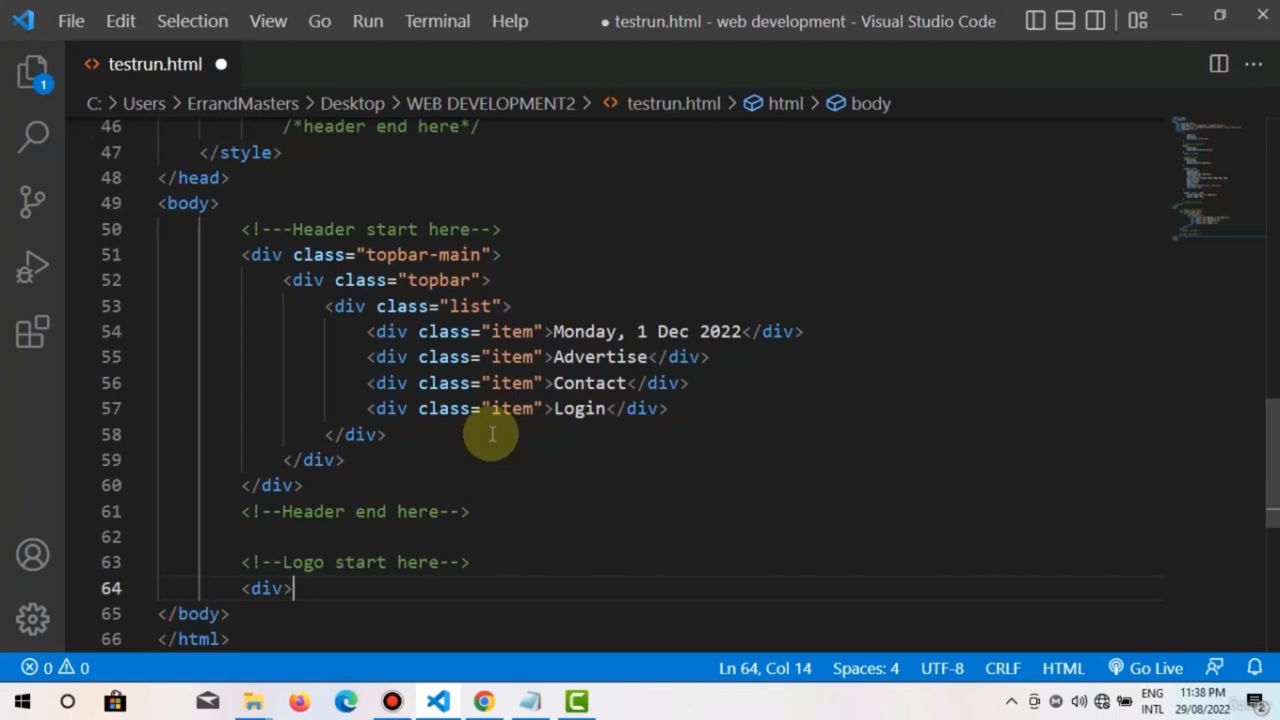 File Edit Selection View Go Run Terminal Help ● testrun.html - web development - Visual Studio Code
<> testrun.html ●
1
C: > Users > ErrandMasters > Desktop > WEB DEVELOPMENT2 > <> testrun.html > html > body
46 /*header end here*/
47 </style>
48 </head>
49 <body>
50 <!---Header start here-->
51 <div class="topbar-main">
52 <div class="topbar">
53 <div class="list">
54 <div class="item">Monday, 1 Dec 2022</div>
55 <div class="item">Advertise</div>
56 <div class="item">Contact</div>
57 <div class="item">Login</div>
58 </div>
59 </div>
60 </div>
61 <!--Header end here-->
62
63 <!--Logo start here-->
64 <div>
65 </body>
66 </html>
0 0 Ln 64, Col 14 Spaces: 4 UTF-8 CRLF HTML Go Live
ENG 11:38 PM
INTL 29/08/2022 2